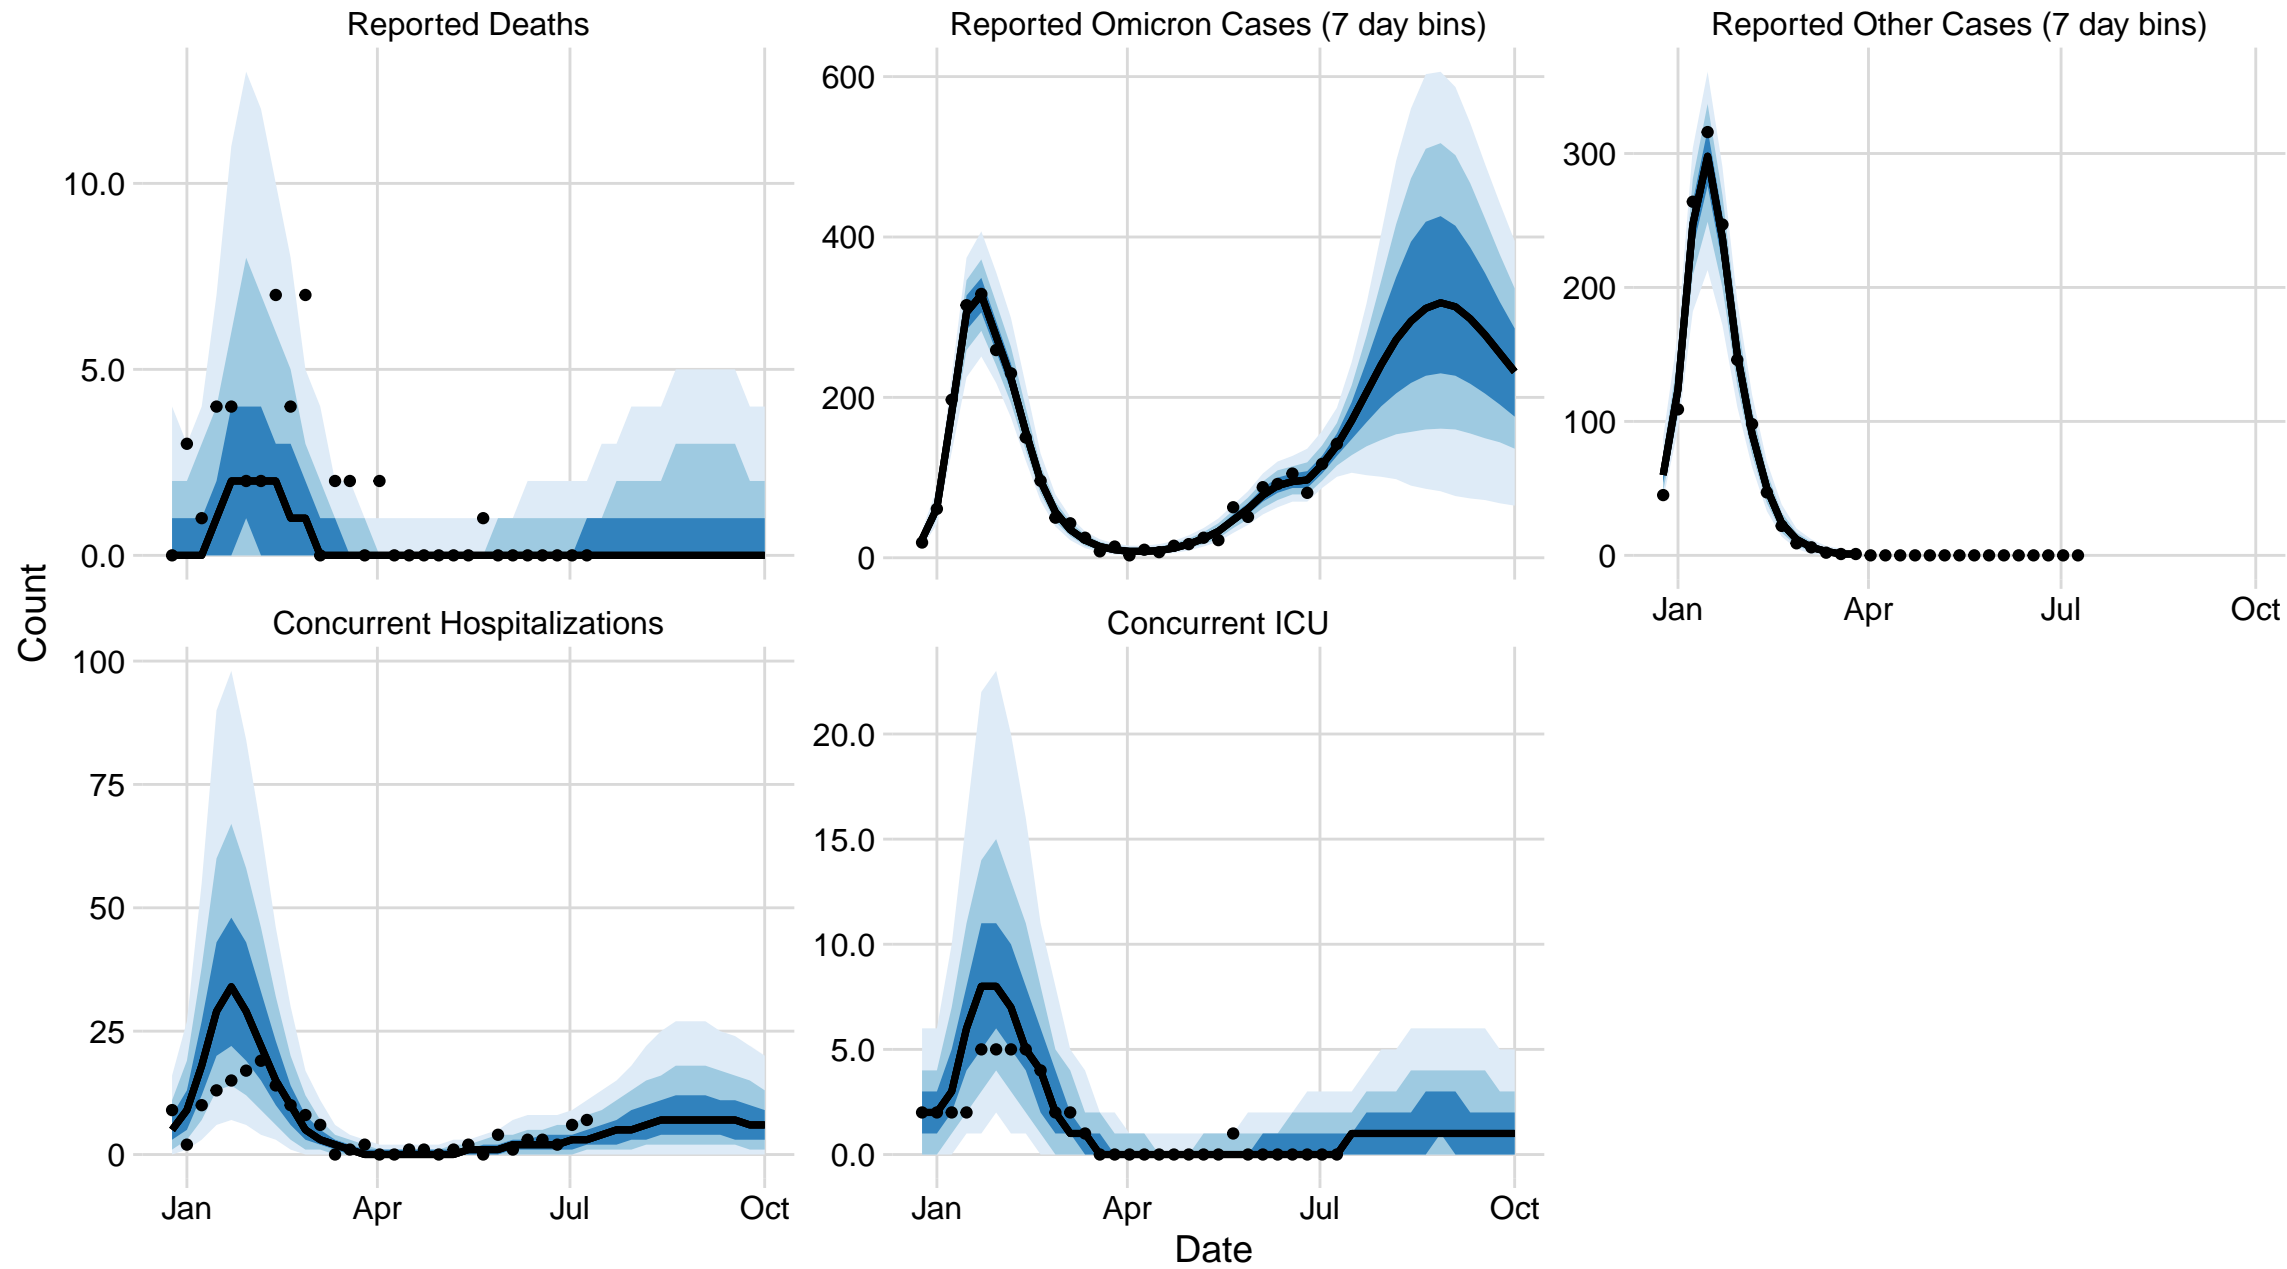 Reported Deaths
Reported Omicron Cases (7 day bins)
Reported Other Cases (7 day bins)
10.0
5.0
0.0
600
400
200
0
300
200
100
0
Jan Apr Jul Oct
Count
Concurrent Hospitalizations
Concurrent ICU
100
75
50
25
0
20.0
15.0
10.0
5.0
0.0
Jan Apr Jul Oct
Jan Apr Jul Oct
Date